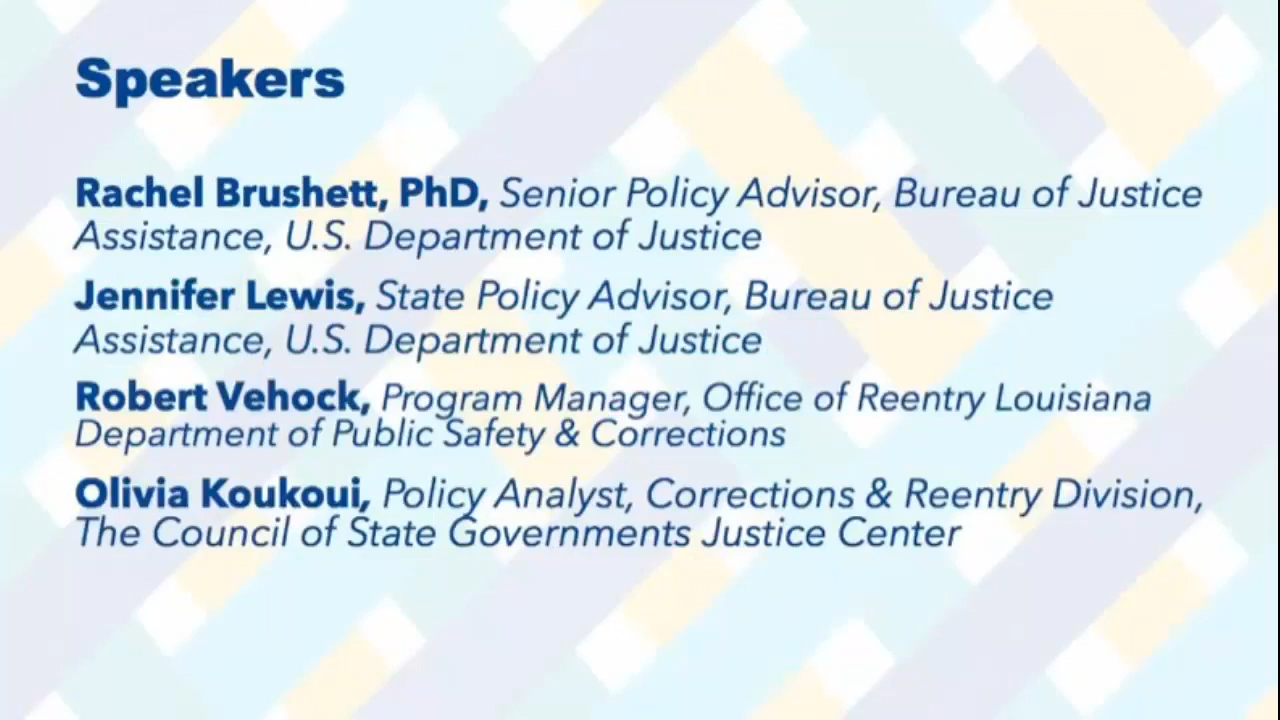 Speakers
Rachel Brushett, PhD, Senior Policy Advisor, Bureau of Justice
Assistance, U.S. Department of Justice
Jennifer Lewis, State Policy Advisor, Bureau of Justice
Assistance, U.S. Department of Justice
Robert Vehock, Program Manager, Office of Reentry Louisiana
Department of Public Safety & Corrections
Olivia Koukoui, Policy Analyst, Corrections & Reentry Division,
The Council of State Governments Justice Center